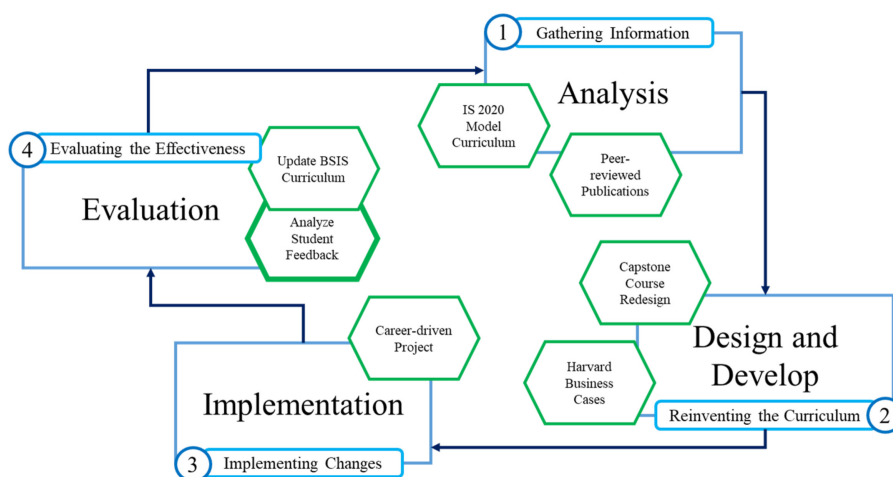 1
Gathering Information
Analysis
IS 2020
Model
Curriculum
Peer-
reviewed
Publications
Capstone
Course
Redesign
Design and
Develop
Harvard
Business
Cases
Reinventing the Curriculum
2
Career-driven
Project
Implementation
3
Implementing Changes
4
Evaluating the Effectiveness
Update BSIS
Curriculum
Evaluation
Analyze
Student
Feedback